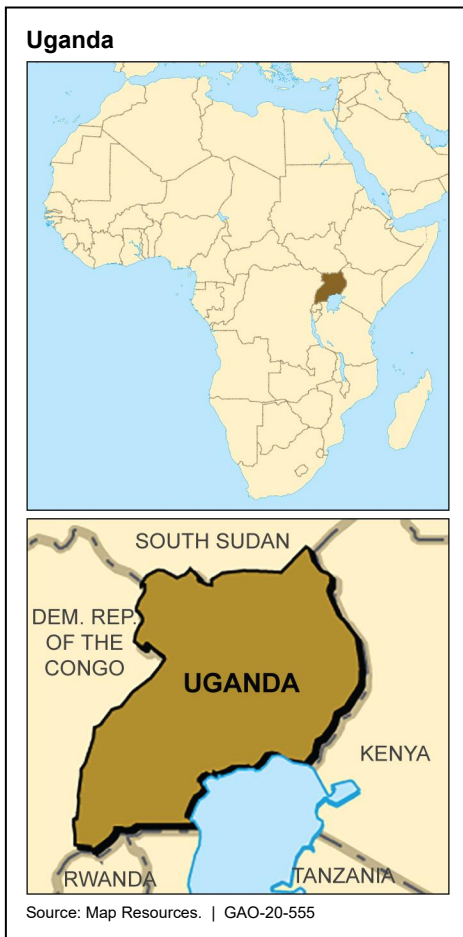 Uganda
SOUTH SUDAN
DEM. REP.
OF THE
CONGO
UGANDA
KENYA
RWANDA
TANZANIA
Source: Map Resources. | GAO-20-555